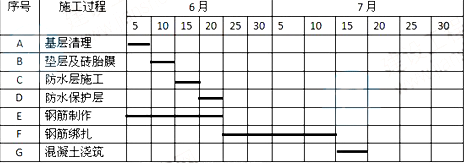 序号 施工过程 6月 7月
5 10 15 20 25 30 5 10 15 20 25 30
A 基层清理
B 垫层及砖胎膜
C 防水层施工
D 防水保护层
E 钢筋制作
F 钢筋绑扎
G 混凝土浇筑